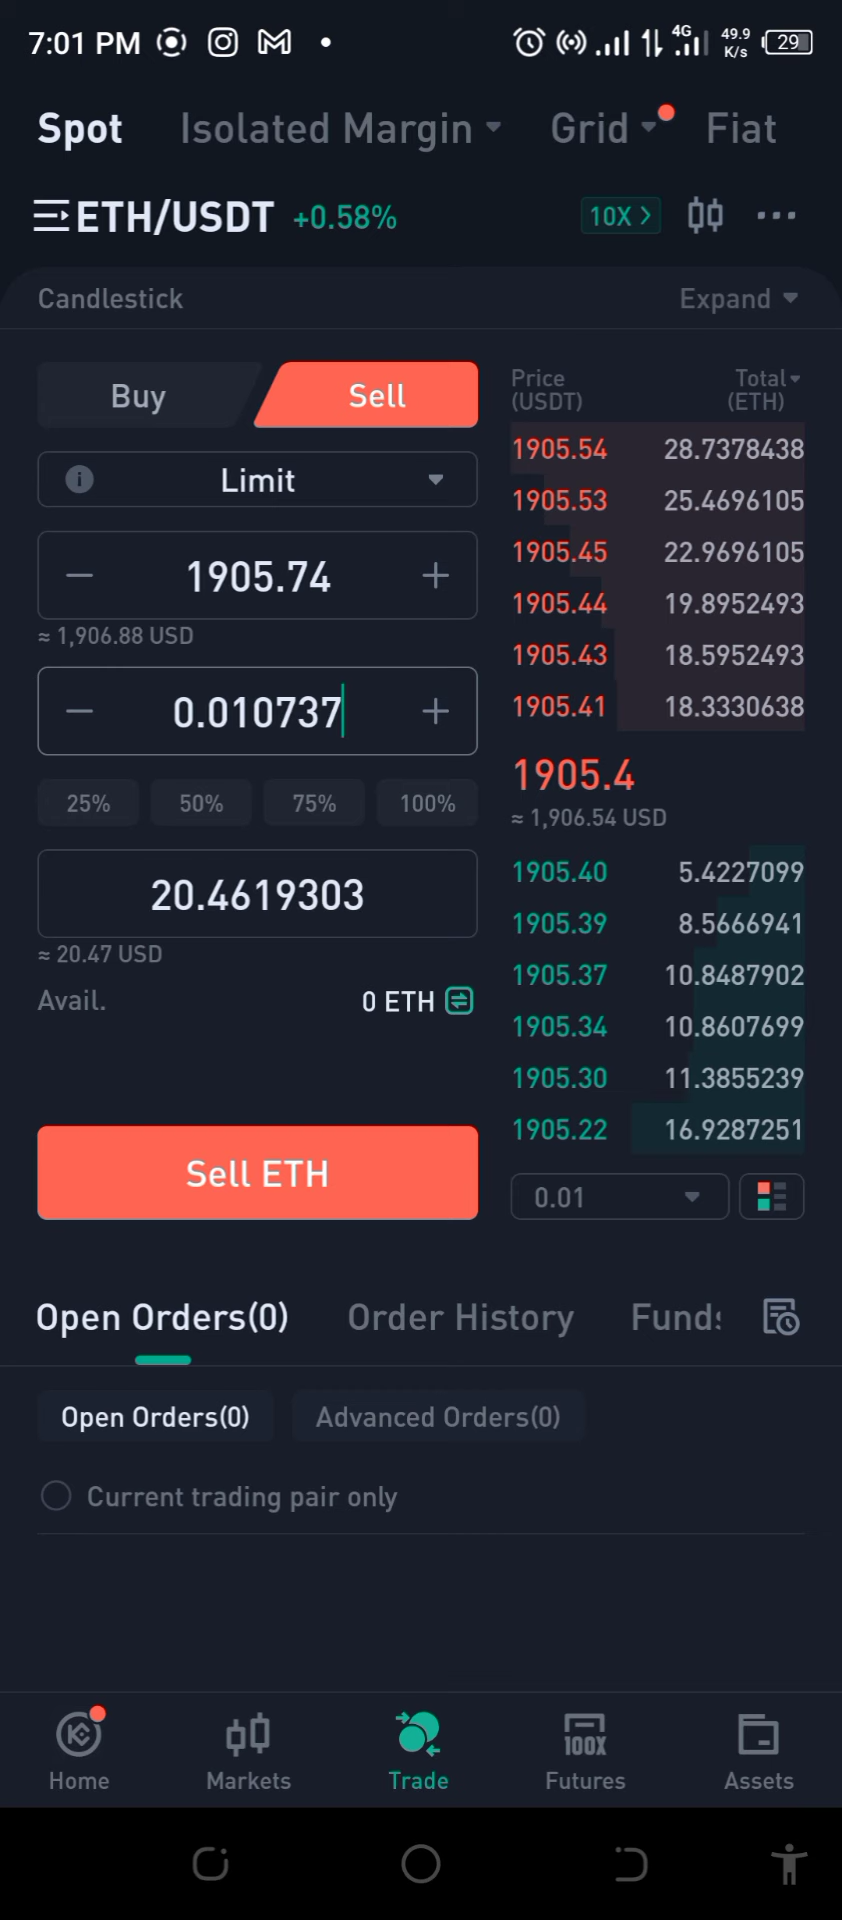 7:01 PM
4G
49.9 K/s
29
Spot Isolated Margin Grid Fiat
ETH/USDT +0.58% 10X >
Candlestick Expand
Buy Sell
Limit
− 1905.74 +
≈ 1,906.88 USD
− 0.010737 +
25% 50% 75% 100%
20.4619303
≈ 20.47 USD
Avail. 0 ETH
Sell ETH
Price Total
(USDT) (ETH)
1905.54 28.7378438
1905.53 25.4696105
1905.45 22.9696105
1905.44 19.8952493
1905.43 18.5952493
1905.41 18.3330638
1905.4
≈ 1,906.54 USD
1905.40 5.4227099
1905.39 8.5666941
1905.37 10.8487902
1905.34 10.8607699
1905.30 11.3855239
1905.22 16.9287251
0.01
Open Orders(0) Order History Funds
Open Orders(0) Advanced Orders(0)
Current trading pair only
100X
Home Markets Trade Futures Assets